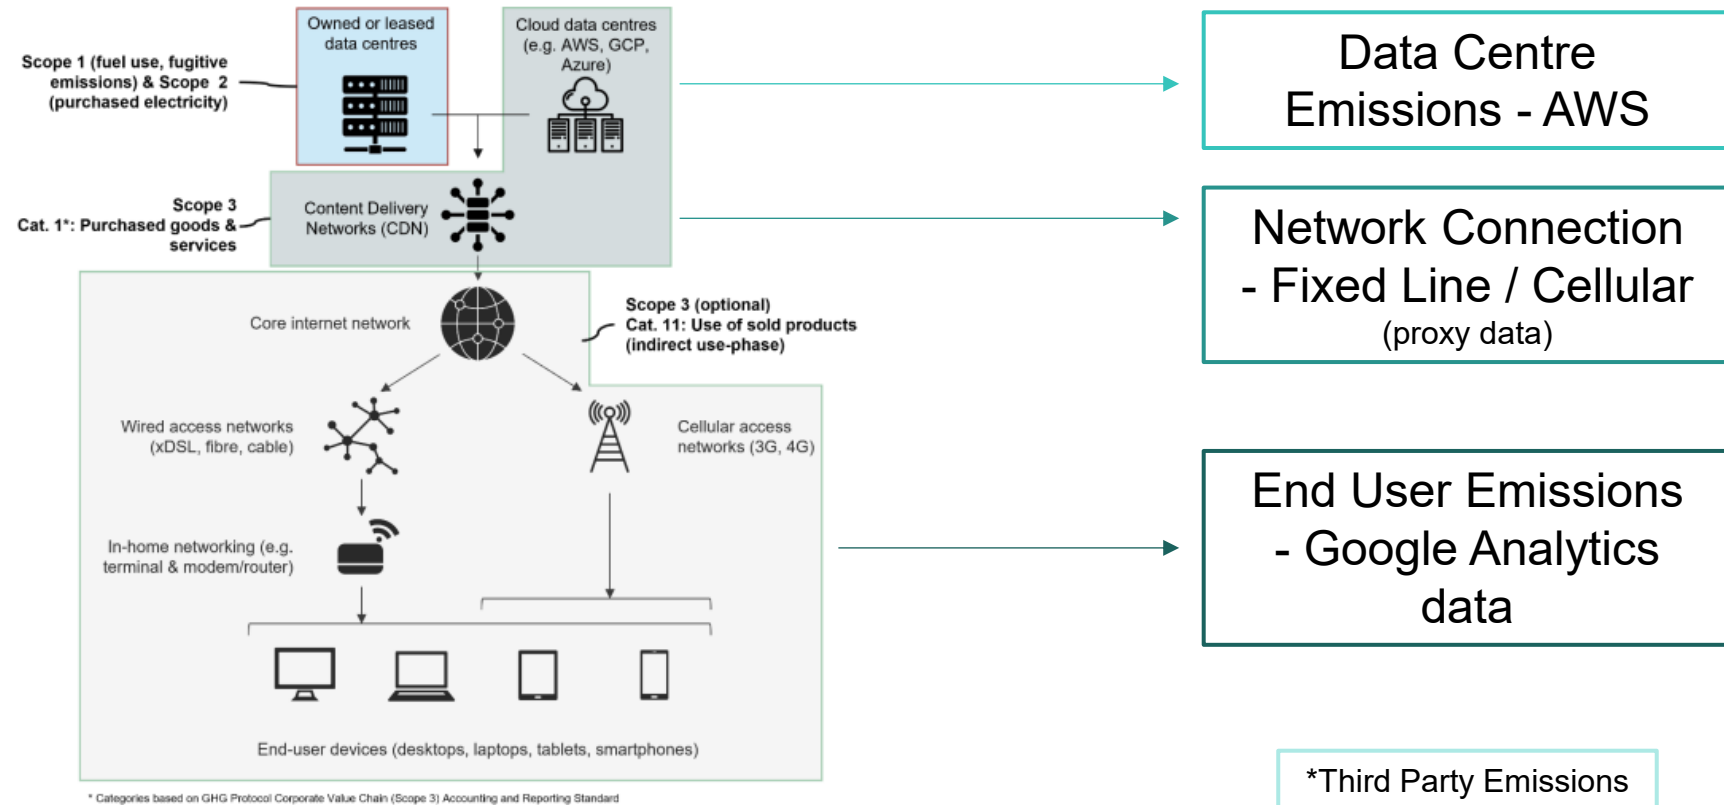 Owned or leased
data centres
Cloud data centres
(e.g. AWS, GCP,
Azure)
Scope 1 (fuel use, fugitive
emissions) & Scope 2
(purchased electricity)
Data Centre
Emissions - AWS
Scope 3
Cat. 1*: Purchased goods &
services
Content Delivery
Networks (CDN)
Network Connection
- Fixed Line / Cellular
(proxy data)
Core internet network
Scope 3 (optional)
Cat. 11: Use of sold products
(indirect use-phase)
Wired access networks
(xDSL, fibre, cable)
Cellular access
networks (3G, 4G)
End User Emissions
- Google Analytics
data
In-home networking (e.g.
terminal & modem/router)
End-user devices (desktops, laptops, tablets, smartphones)
*Third Party Emissions
* Categories based on GHG Protocol Corporate Value Chain (Scope 3) Accounting and Reporting Standard